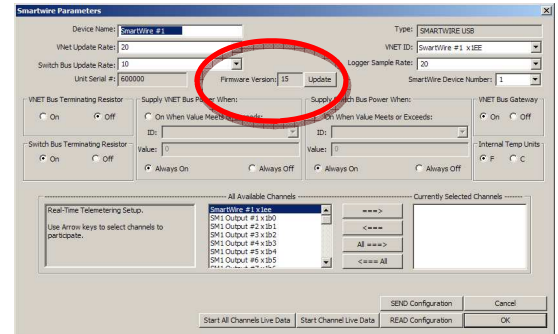 Smartwire Parameters
Device Name: SmartWire #1 Type: SMARTWIRE USB
VNet Update Rate: 20 VNET ID: SwartWire #1 x1EE
Switch Bus Update Rate: 10 Logger Sample Rate: 20
Unit Serial #: 600000 Firmware Version: 15 Update SmartWire Device Number: 1
VNET Bus Terminating Resistor Supply VNET Bus Power When: Supply Switch Bus Power When: VNET Bus Gateway
On Off On When Value Meets or Exceeds: On When Value Meets or Exceeds: On Off
ID: ID:
Switch Bus Terminating Resistor Value: 0 Value: 0 Internal Temp Units
On Off Always On Always Off Always On Always Off F C
All Available Channels Currently Selected Channels
Real-Time Telemetering Setup. SmartWire #1 x1ee ===>
Use Arrow keys to select channels to participate. SM1 Output #1 x1b0
SM1 Output #2 x1b1 <===
SM1 Output #3 x1b2
SM1 Output #4 x1b3 All ===>
SM1 Output #5 x1b4
SM1 Output #6 x1b5 <=== All
SEND Configuration Cancel
Start All Channels Live Data Start Channel Live Data READ Configuration OK